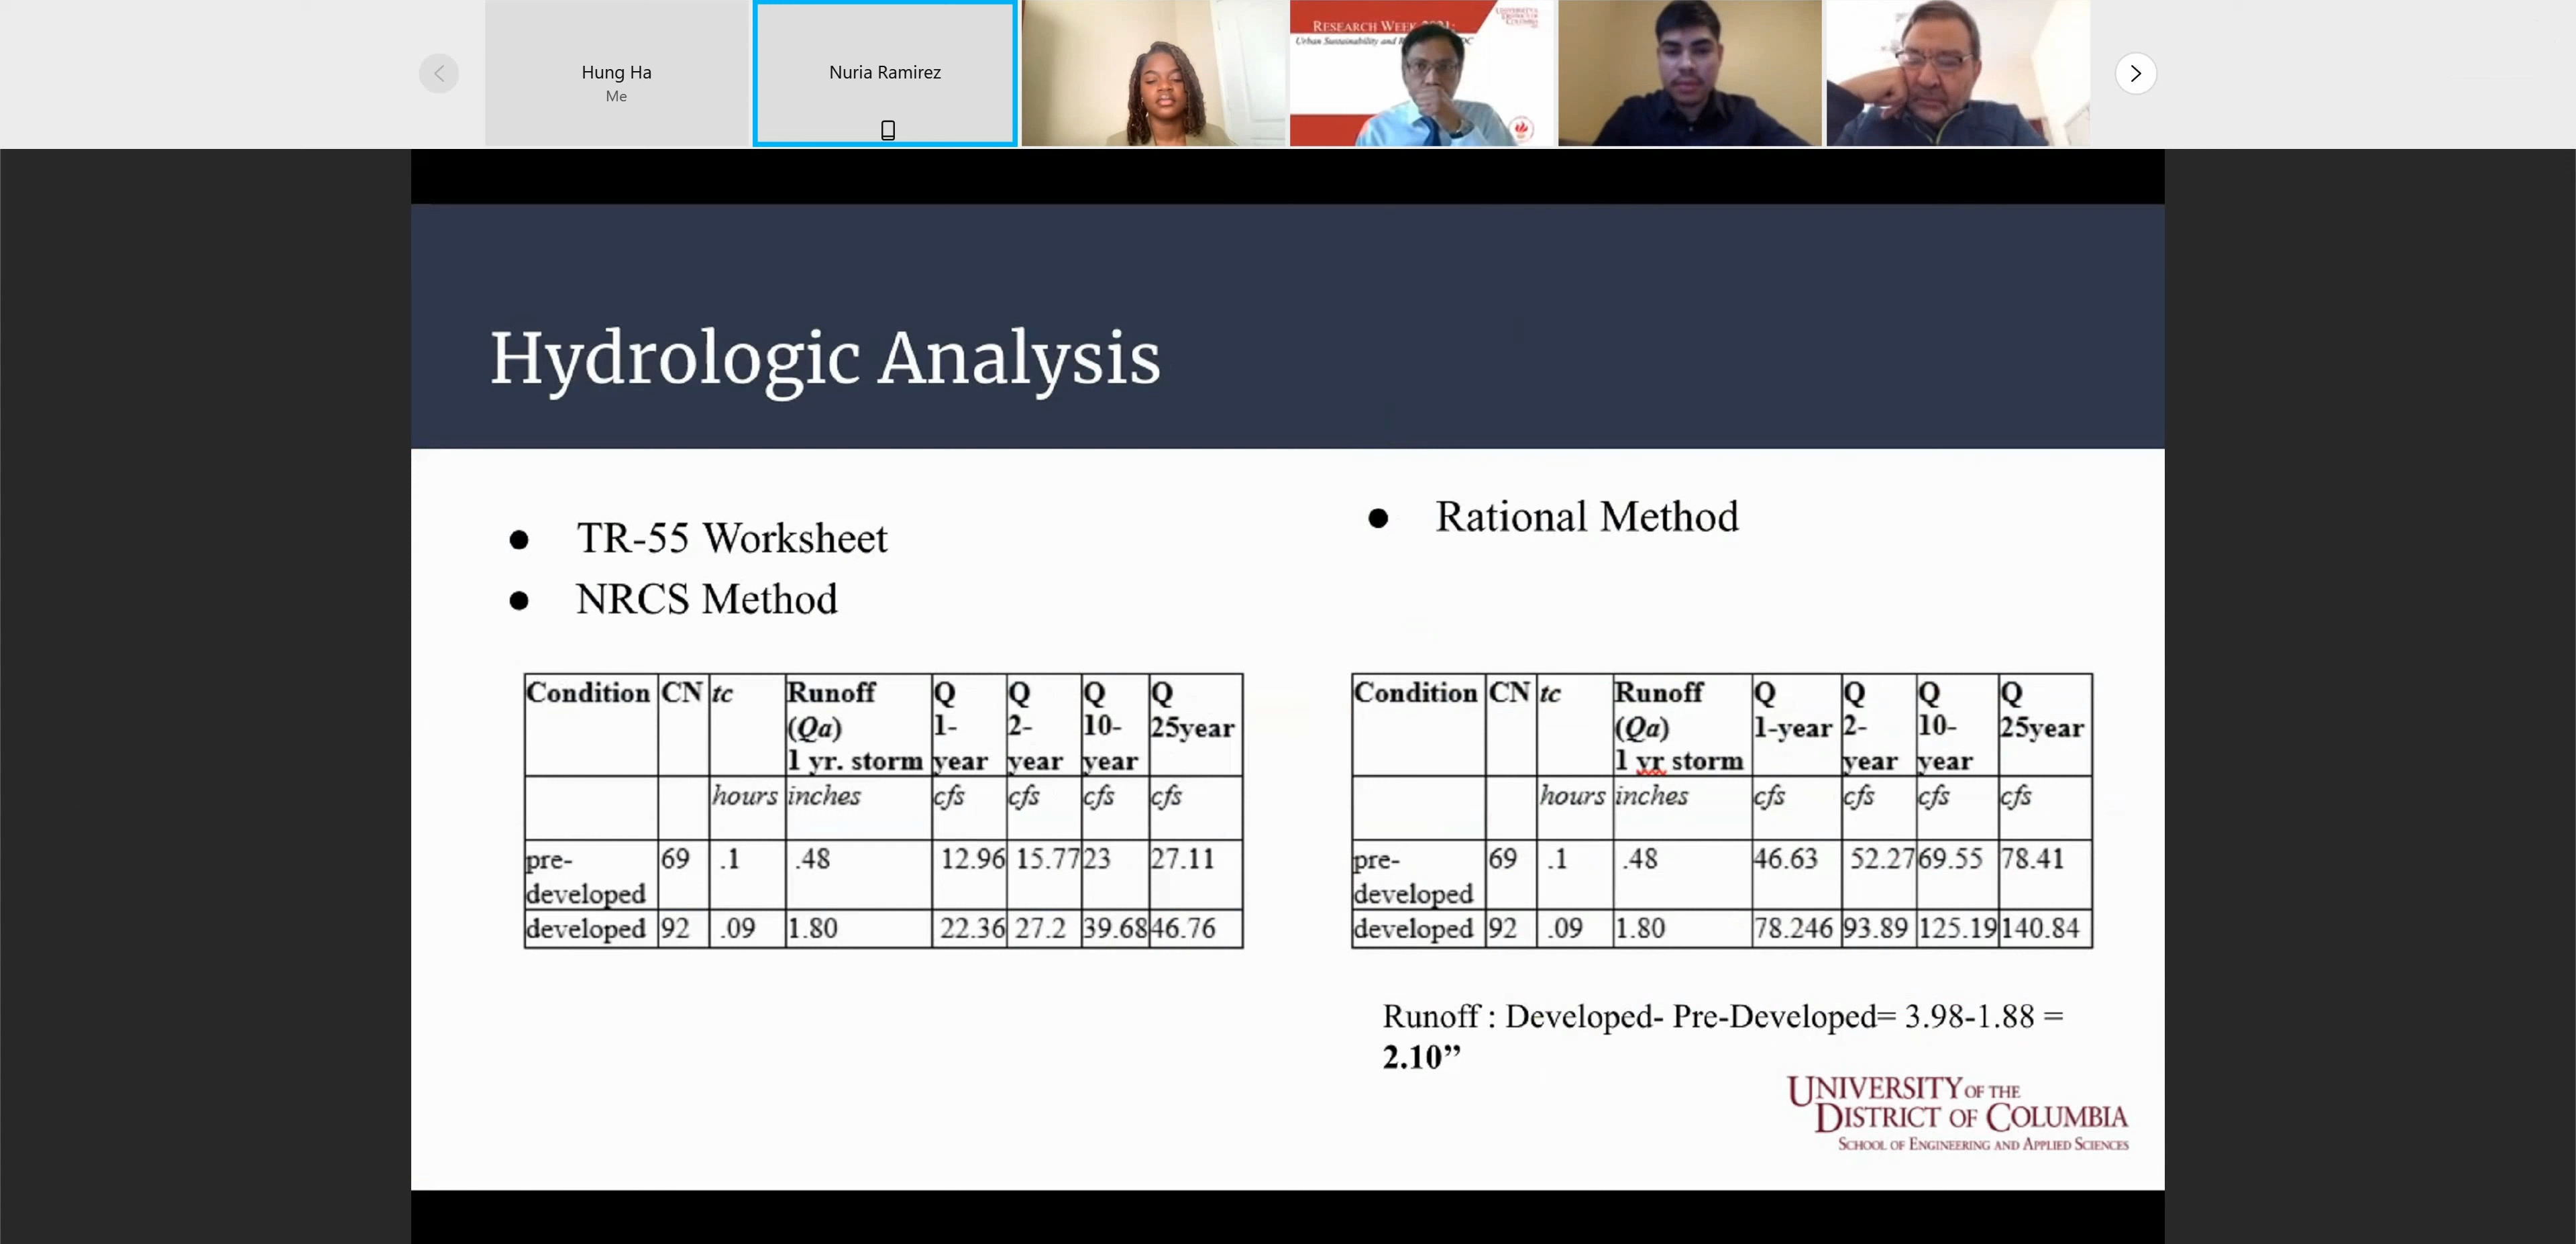 Hung Ha
Me
Nuria Ramirez
RESEARCH WEEK
Urban Sustainability and
UNIVERSITY OF THE
DISTRICT OF
COLUMBIA
Hydrologic Analysis
● TR-55 Worksheet
● NRCS Method
Condition CN tc Runoff Q Q Q Q
(Qa) 1- 2- 10- 25year
1 yr. storm year year year
hours inches cfs cfs cfs cfs
pre- 69 .1 .48 12.96 15.77 23 27.11
developed
developed 92 .09 1.80 22.36 27.2 39.68 46.76
● Rational Method
Condition CN tc Runoff Q Q Q Q
(Qa) 1-year 2- 10- 25year
1 yr storm year year
hours inches cfs cfs cfs cfs
pre- 69 .1 .48 46.63 52.27 69.55 78.41
developed
developed 92 .09 1.80 78.246 93.89 125.19 140.84
Runoff : Developed- Pre-Developed= 3.98-1.88 =
2.10”
UNIVERSITY OF THE
DISTRICT OF COLUMBIA
SCHOOL OF ENGINEERING AND APPLIED SCIENCES